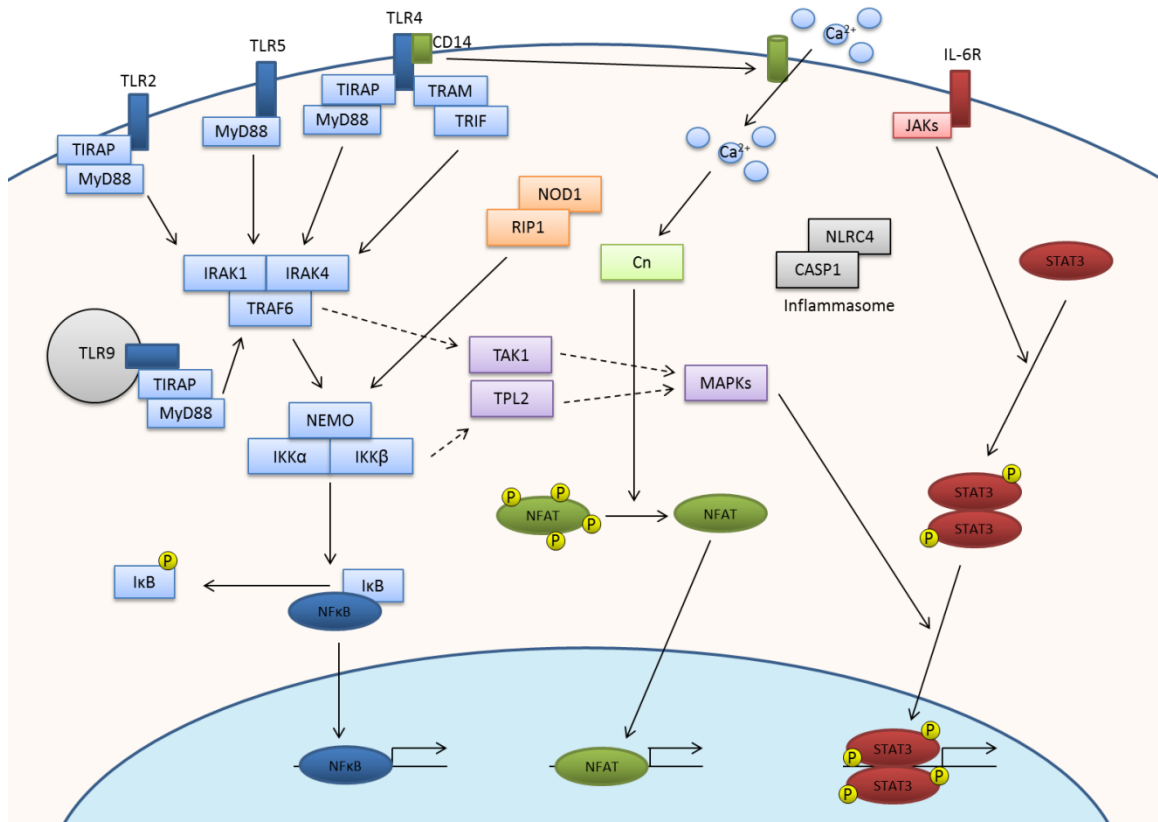 TLR4
CD14
TLR5
TLR2
Ca2+
IL-6R
TIRAP
TRAM
MyD88
TRIF
MyD88
TIRAP
MyD88
JAKs
Ca2+
NOD1
RIP1
NLRC4
CASP1
Inflammasome
Cn
STAT3
IRAK1
IRAK4
TRAF6
TLR9
TIRAP
MyD88
TAK1
TPL2
MAPKs
NEMO
IKKα
IKKβ
P
P
P
P
NFAT
NFAT
P
STAT3
STAT3
P
P
IκB
IκB
NFκB
NFκB
NFAT
P
STAT3
P
P
STAT3
P